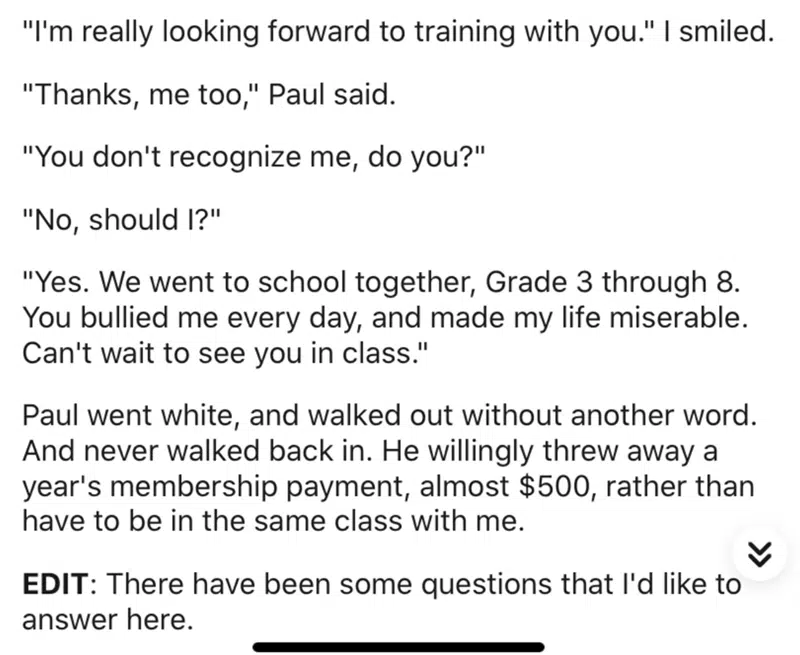 "I'm really looking forward to training with you." I smiled.
"Thanks, me too," Paul said.
"You don't recognize me, do you?"
"No, should I?"
"Yes. We went to school together, Grade 3 through 8.
You bullied me every day, and made my life miserable.
Can't wait to see you in class."
Paul went white, and walked out without another word.
And never walked back in. He willingly threw away a
year's membership payment, almost $500, rather than
have to be in the same class with me.
EDIT: There have been some questions that I'd like to
answer here.